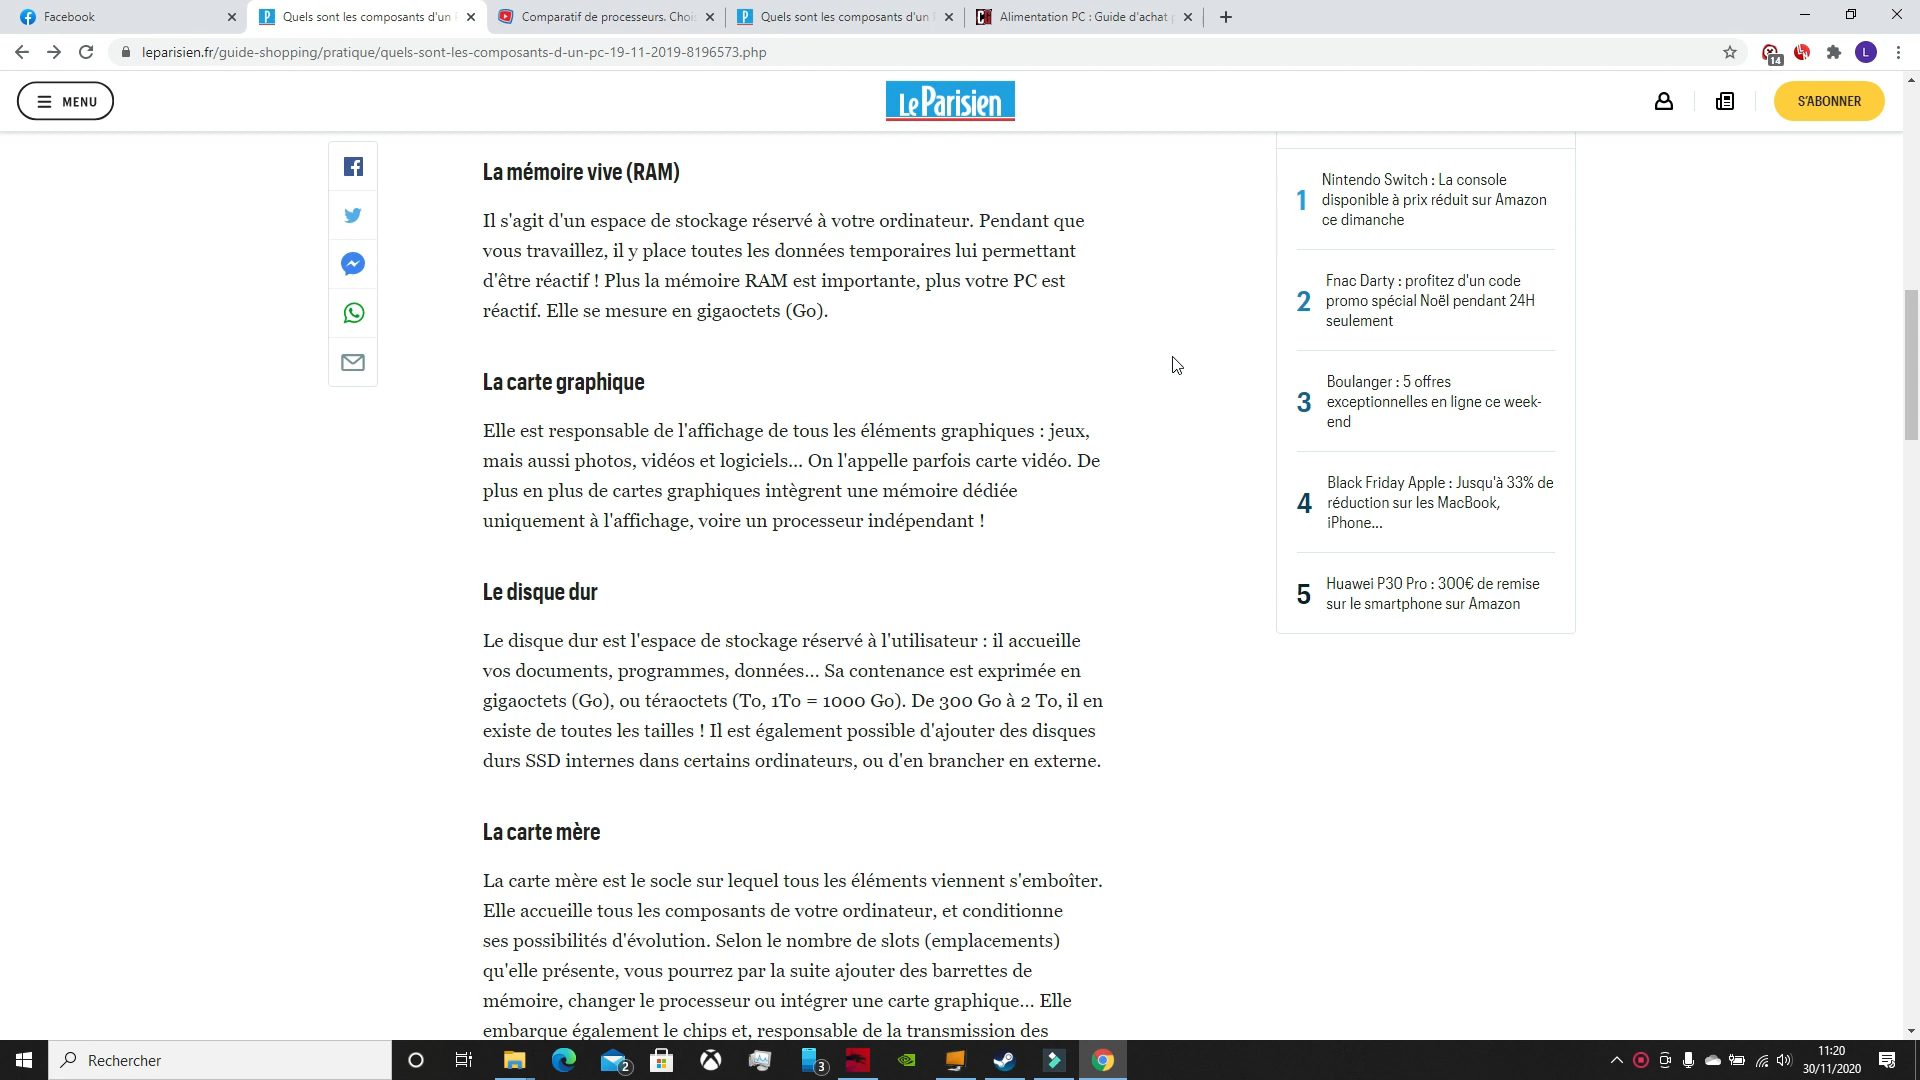 Facebook
Quels sont les composants d'un
Comparatif de processeurs. Choi
Quels sont les composants d'un
Alimentation PC : Guide d'achat
leparisien.fr/guide-shopping/pratique/quels-sont-les-composants-d-un-pc-19-11-2019-8196573.php
14
L
MENU
Le Parisien
S'ABONNER
La mémoire vive (RAM)
Il s'agit d'un espace de stockage réservé à votre ordinateur. Pendant que
vous travaillez, il y place toutes les données temporaires lui permettant
d'être réactif ! Plus la mémoire RAM est importante, plus votre PC est
réactif. Elle se mesure en gigaoctets (Go).
La carte graphique
Elle est responsable de l'affichage de tous les éléments graphiques : jeux,
mais aussi photos, vidéos et logiciels... On l'appelle parfois carte vidéo. De
plus en plus de cartes graphiques intègrent une mémoire dédiée
uniquement à l'affichage, voire un processeur indépendant !
Le disque dur
Le disque dur est l'espace de stockage réservé à l'utilisateur : il accueille
vos documents, programmes, données... Sa contenance est exprimée en
gigaoctets (Go), ou téraoctets (To, 1To = 1000 Go). De 300 Go à 2 To, il en
existe de toutes les tailles ! Il est également possible d'ajouter des disques
durs SSD internes dans certains ordinateurs, ou d'en brancher en externe.
La carte mère
La carte mère est le socle sur lequel tous les éléments viennent s'emboîter.
Elle accueille tous les composants de votre ordinateur, et conditionne
ses possibilités d'évolution. Selon le nombre de slots (emplacements)
qu'elle présente, vous pourrez par la suite ajouter des barrettes de
mémoire, changer le processeur ou intégrer une carte graphique... Elle
embarque également le chips et, responsable de la transmission des
1
Nintendo Switch : La console
disponible à prix réduit sur Amazon
ce dimanche
2
Fnac Darty : profitez d'un code
promo spécial Noël pendant 24H
seulement
3
Boulanger : 5 offres
exceptionnelles en ligne ce week-
end
4
Black Friday Apple : Jusqu'à 33% de
réduction sur les MacBook,
iPhone...
5
Huawei P30 Pro : 300€ de remise
sur le smartphone sur Amazon
Rechercher
2
3
11:20
30/11/2020